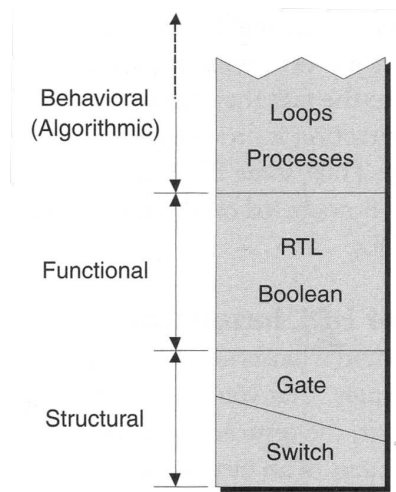 Behavioral
(Algorithmic)
Loops
Processes
Functional
RTL
Boolean
Structural
Gate
Switch